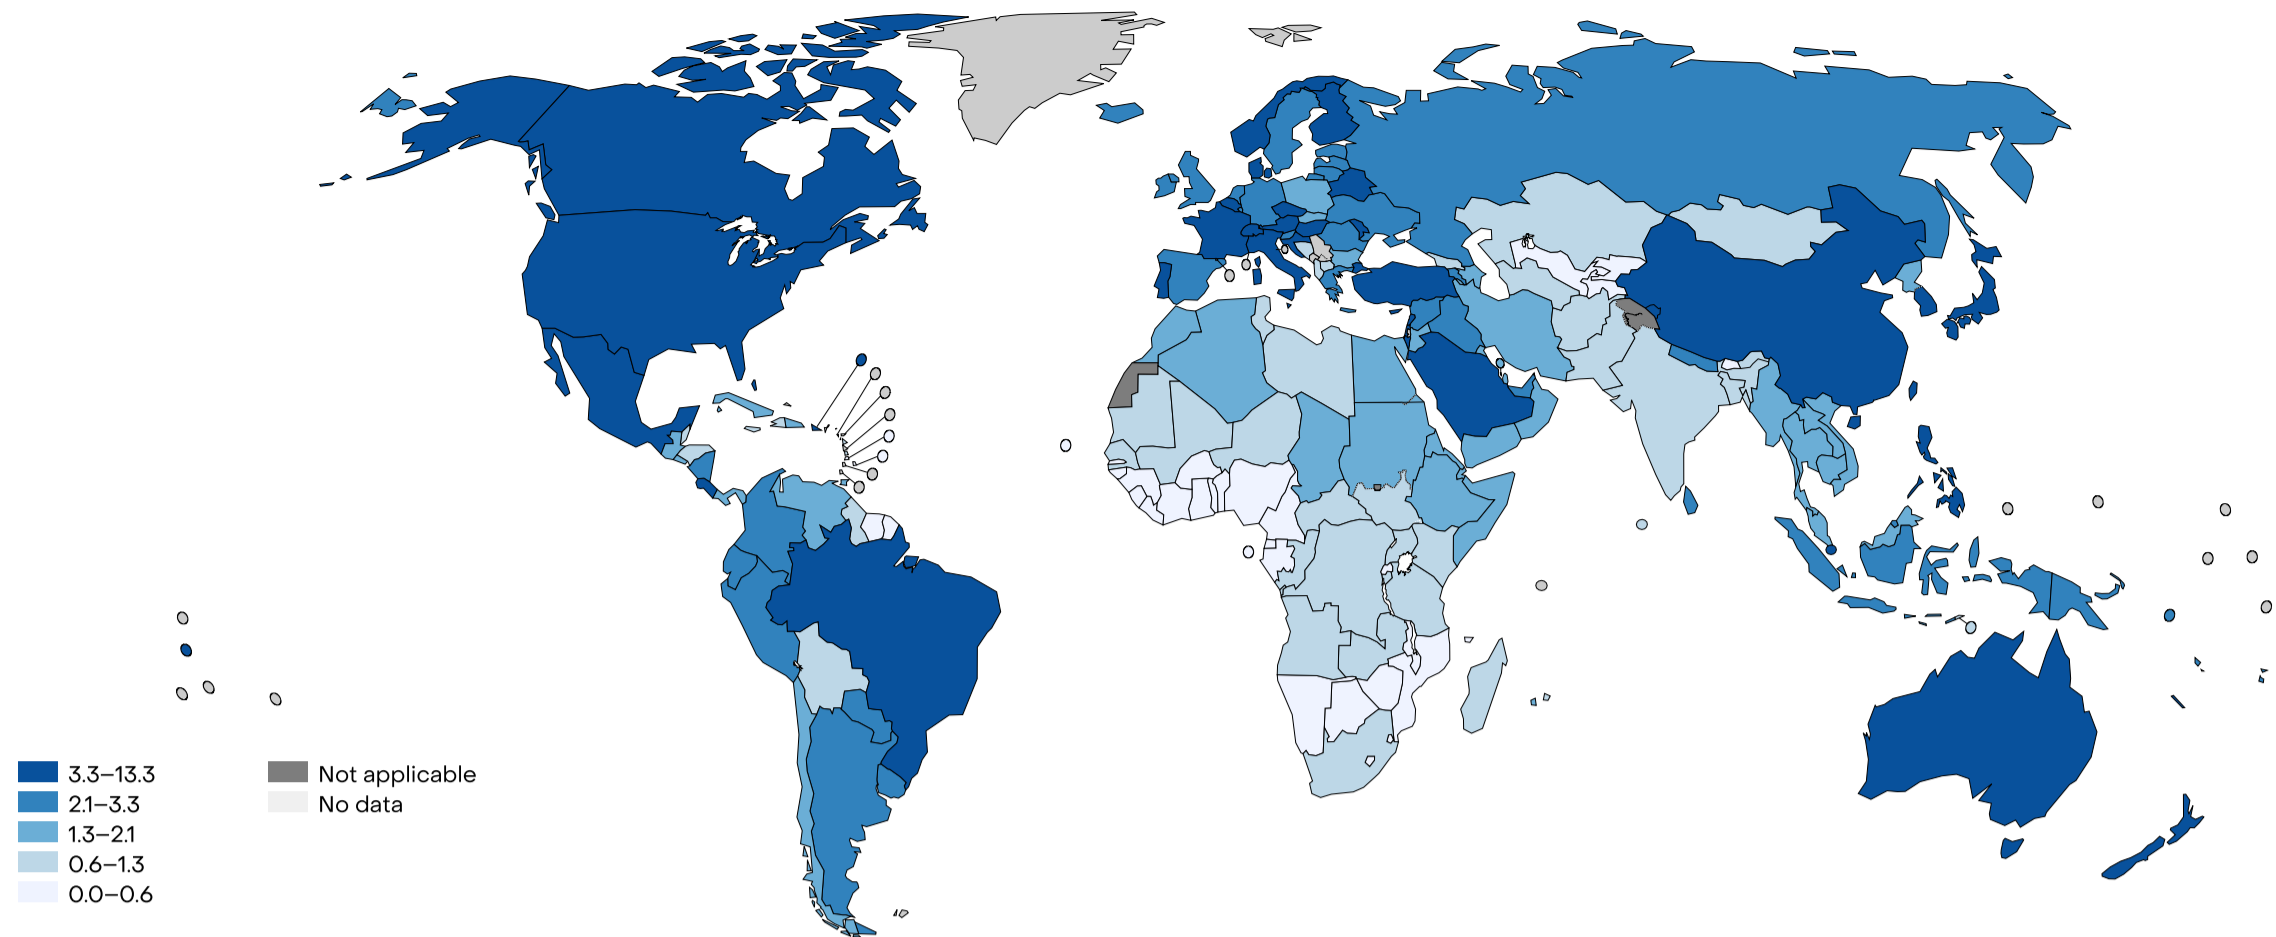 3.3–13.3
2.1–3.3
1.3–2.1
0.6–1.3
0.0–0.6
Not applicable
No data